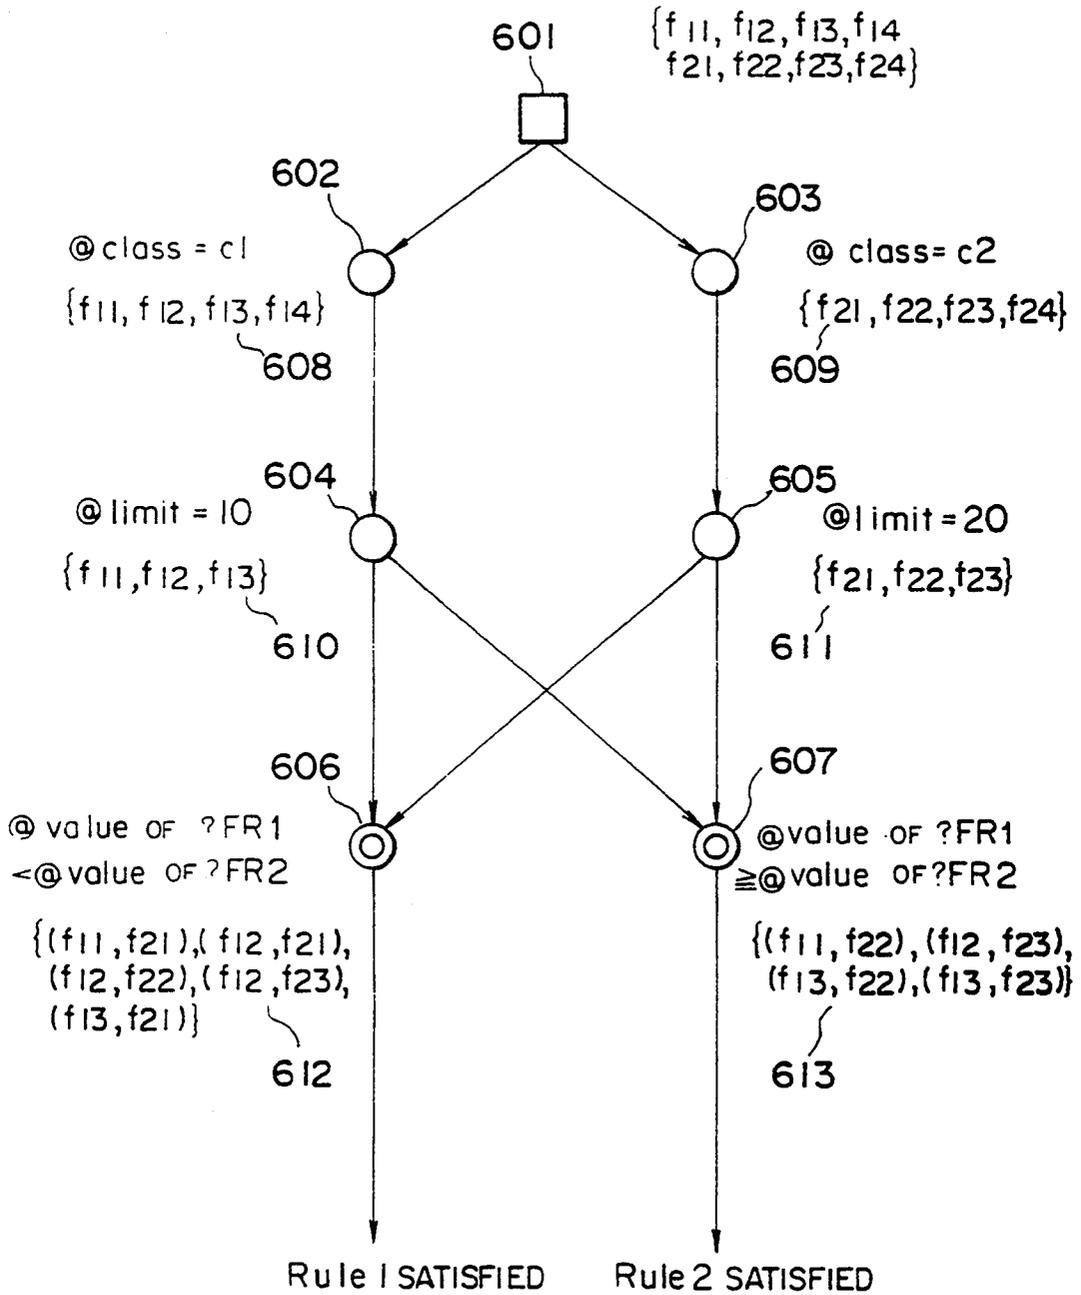 601
{f11, f12, f13, f14
f21, f22, f23, f24}
602
603
@ class = c1
@ class = c2
{f11, f12, f13, f14}
{f21, f22, f23, f24}
608
609
604
605
@ limit = 10
@ limit = 20
{f11, f12, f13}
{f21, f22, f23}
610
611
606
607
@ value OF ?FR1
<@ value OF ?FR2
@ value OF ?FR1
≧@ value OF ?FR2
{(f11, f21), (f12, f21),
(f12, f22), (f12, f23),
(f13, f21)}
{(f11, f22), (f12, f23),
(f13, f22), (f13, f23)}
612
613
Rule 1 SATISFIED
Rule 2 SATISFIED